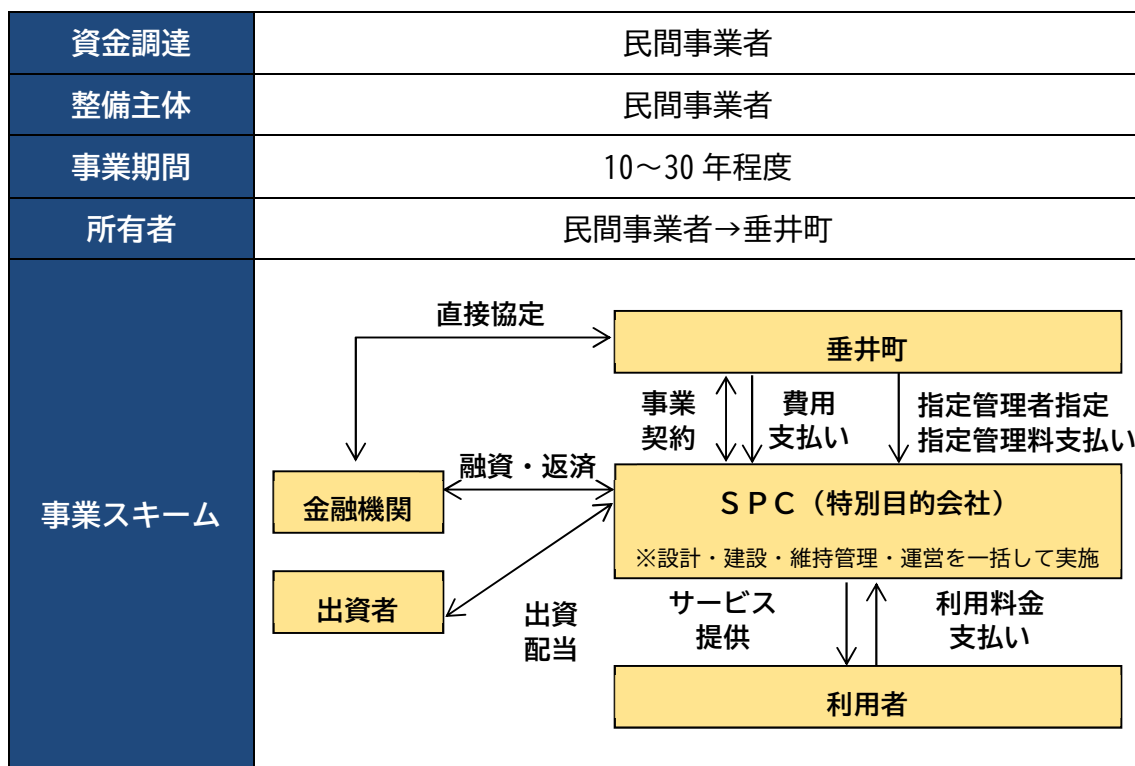 資金調達
民間事業者
整備主体
民間事業者
事業期間
10～30 年程度
所有者
民間事業者→垂井町
事業スキーム
直接協定
垂井町
事業
契約
費用
支払い
指定管理者指定
指定管理料支払い
融資・返済
金融機関
ＳＰＣ（特別目的会社）
※設計・建設・維持管理・運営を一括して実施
出資者
出資
配当
サービス
提供
利用料金
支払い
利用者